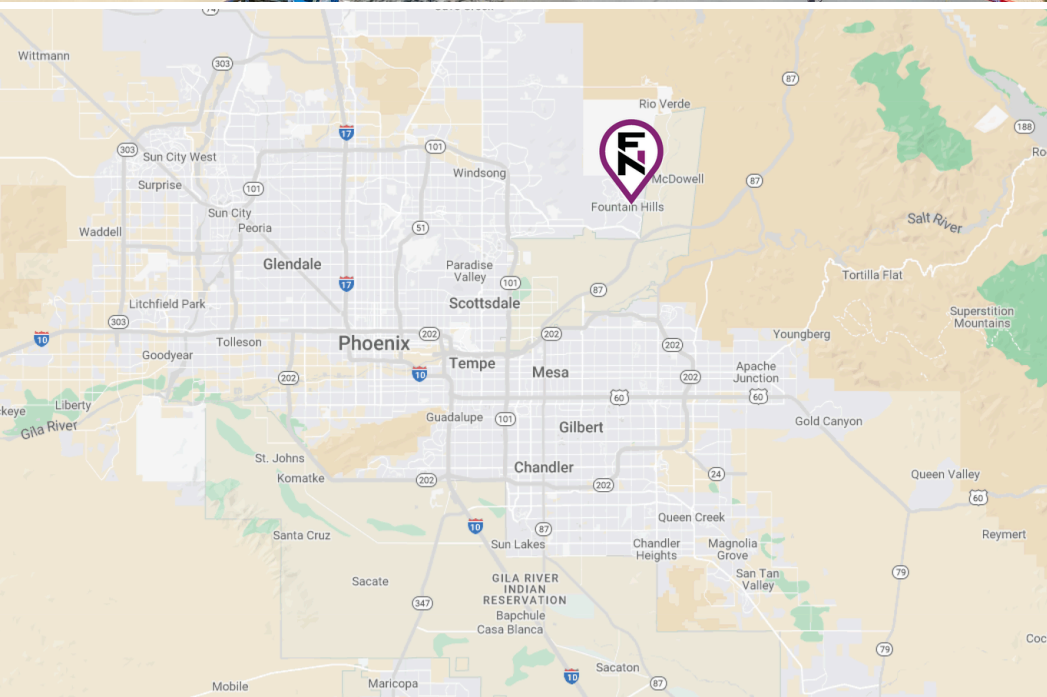 74
Wittmann
303
87
Rio Verde
188
17
303
Sun City West
101
FN
Windsong
McDowell
Surprise
101
87
Sun City
Fountain Hills
Peoria
51
Salt River
Waddell
Glendale
Paradise
Valley
17
101
87
Tortilla Flat
Litchfield Park
Scottsdale
Superstition
Mountains
303
10
Tolleson
Phoenix
202
202
Youngberg
202
Goodyear
Tempe
Mesa
10
202
202
Apache
Junction
60
60
Liberty
keye
Gila River
Guadalupe
101
Gilbert
Gold Canyon
St. Johns
Chandler
Komatke
202
202
24
Queen Valley
60
Queen Creek
10
87
Santa Cruz
Sun Lakes
Chandler
Heights
Magnolia
Grove
Reymert
Sacate
GILA RIVER
INDIAN
RESERVATION
San Tan
Valley
79
347
Bapchule
Casa Blanca
79
Coc
Sacaton
10
Mobile
Maricopa
87